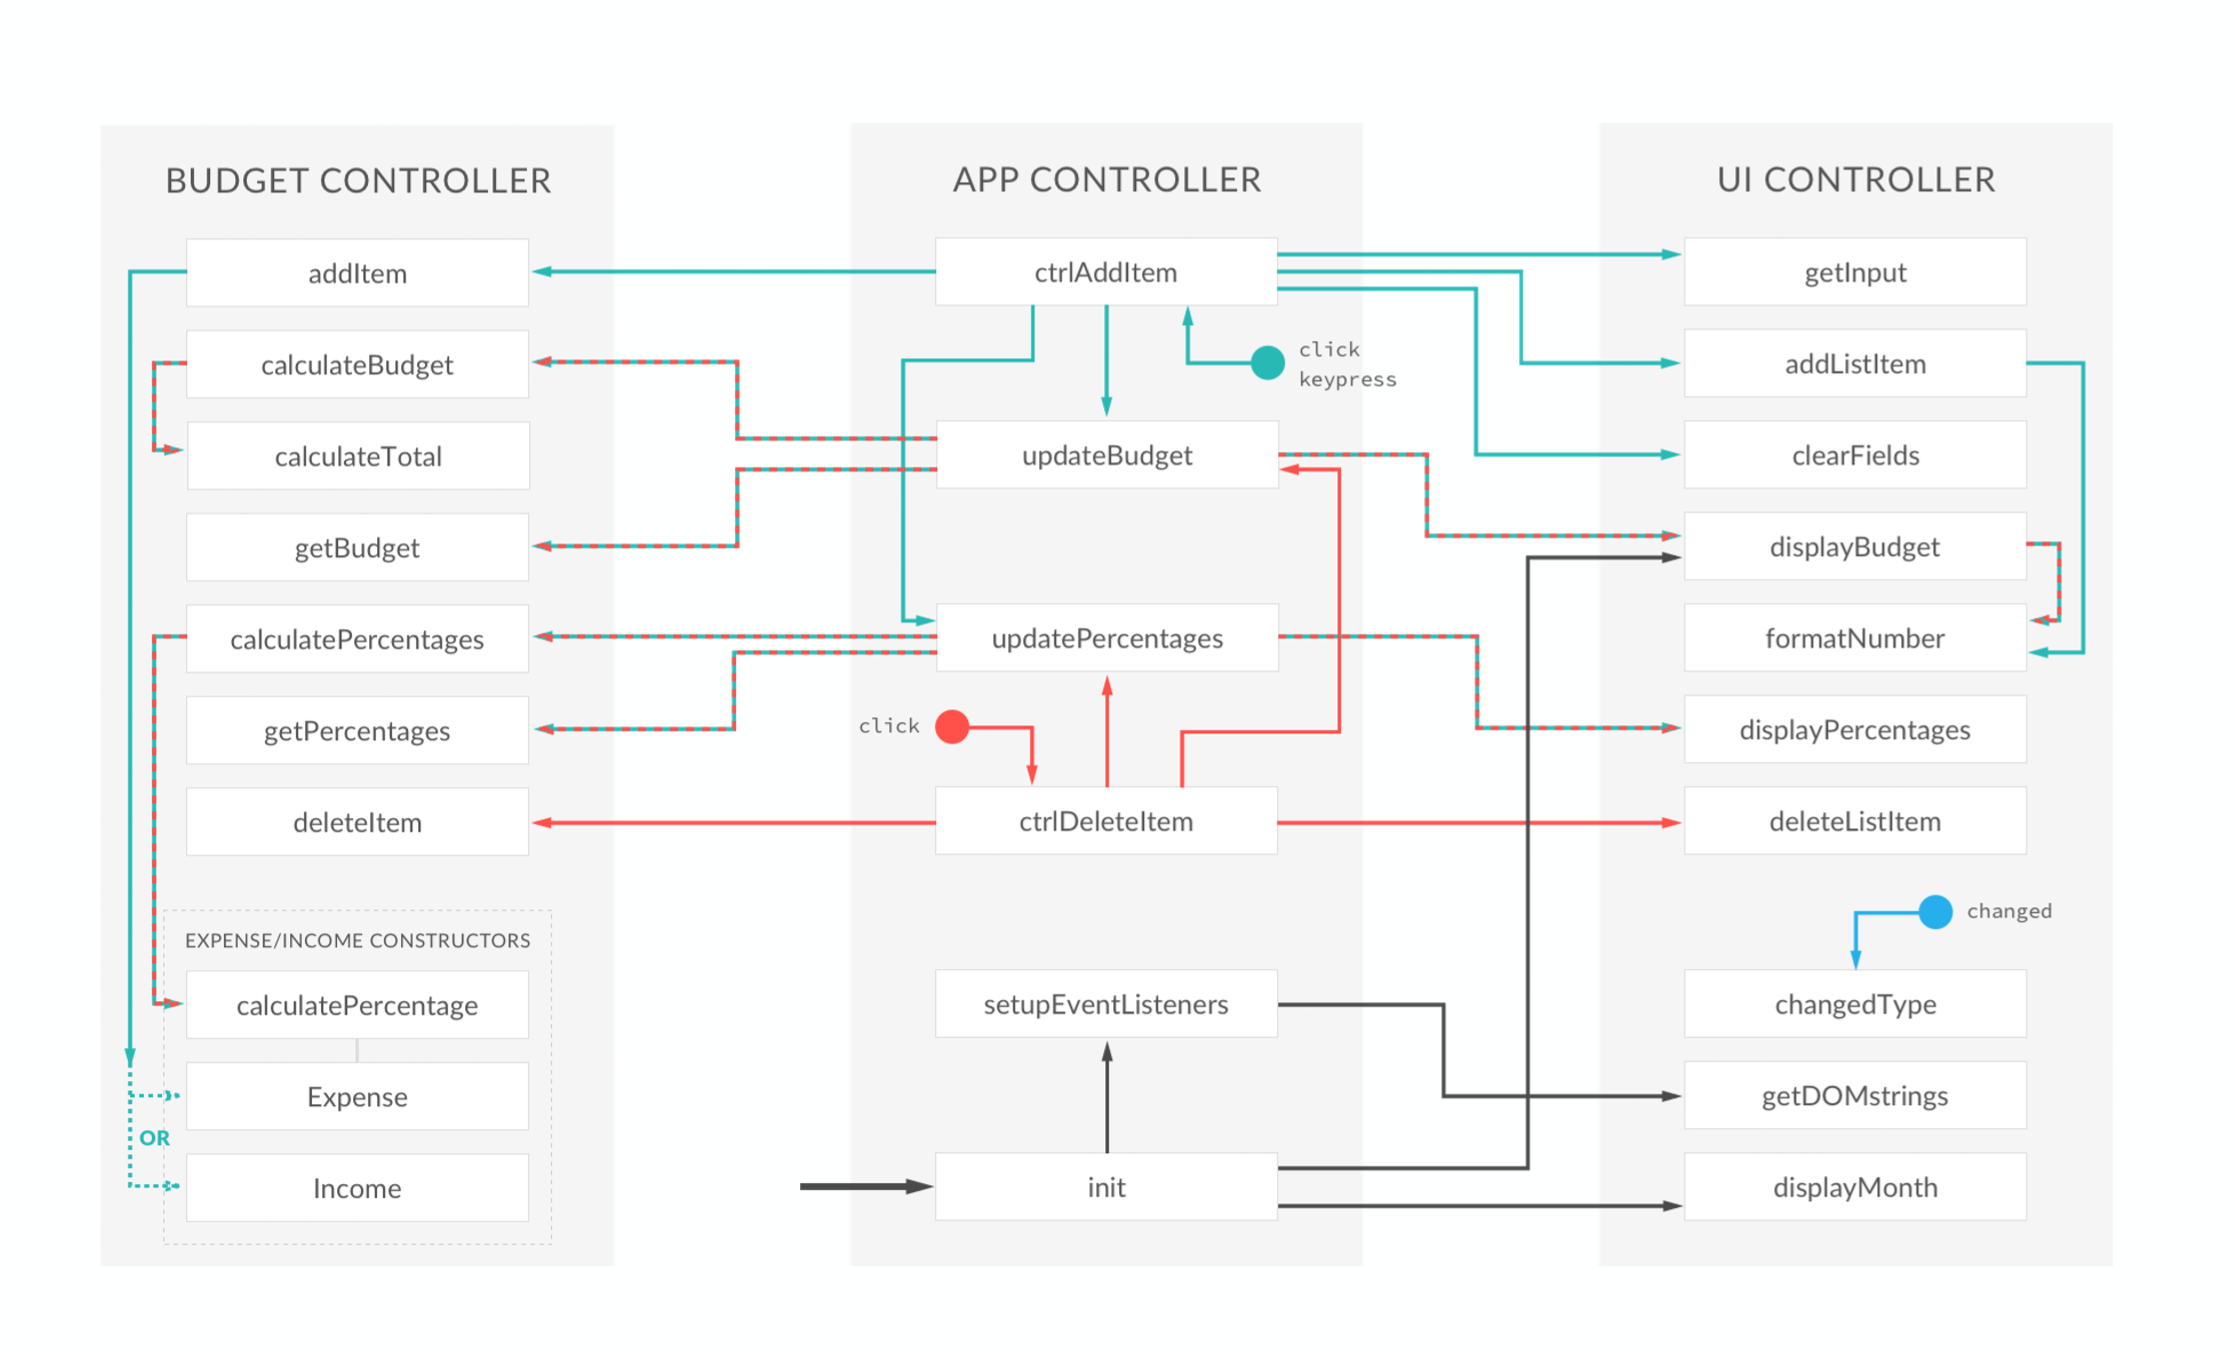 BUDGET CONTROLLER
addItem
calculateBudget
calculateTotal
getBudget
calculatePercentages
getPercentages
deleteItem
EXPENSE/INCOME CONSTRUCTORS
calculatePercentage
Expense
OR
Income
APP CONTROLLER
ctrlAddItem
click
keypress
updateBudget
updatePercentages
click
ctrlDeleteItem
setupEventListeners
init
UI CONTROLLER
getInput
addListItem
clearFields
displayBudget
formatNumber
displayPercentages
deleteListItem
changed
changedType
getDOMstrings
displayMonth